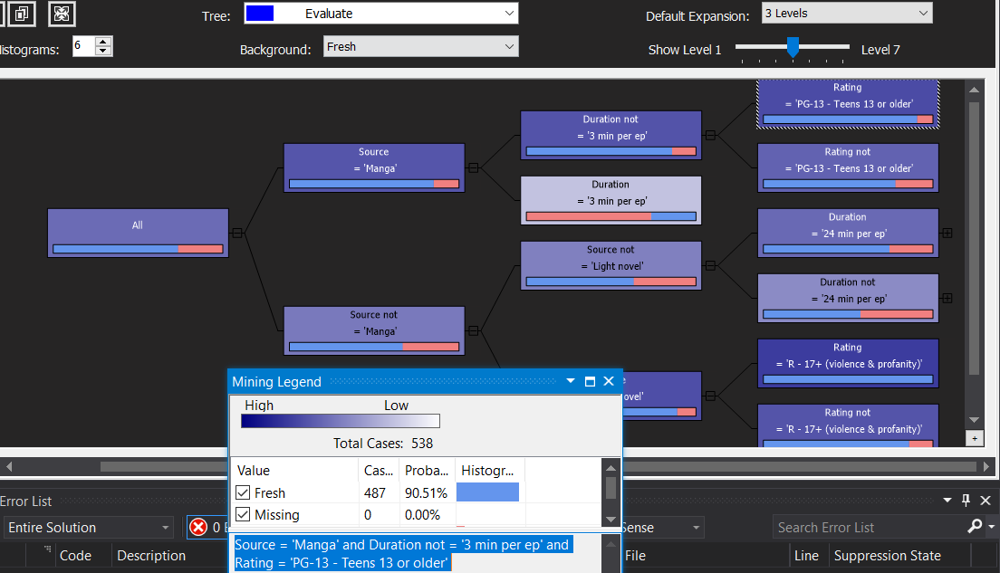 Tree: Evaluate Default Expansion: 3 Levels
istograms: 6 Background: Fresh Show Level 1 Level 7
All
Source
= 'Manga'
Source not
= 'Manga'
Duration not
= '3 min per ep'
Duration
= '3 min per ep'
Source not
= 'Light novel'
e
ovel'
Rating
= 'PG-13 - Teens 13 or older'
Rating not
= 'PG-13 - Teens 13 or older'
Duration
= '24 min per ep'
Duration not
= '24 min per ep'
Rating
= 'R - 17+ (violence & profanity)'
Rating not
= 'R - 17+ (violence & profanity)'
Mining Legend
High Low
Total Cases: 538
Value Cas... Proba... Histogr...
Fresh 487 90.51%
Missing 0 0.00%
Source = 'Manga' and Duration not = '3 min per ep' and
Rating = 'PG-13 - Teens 13 or older'
Error List
Entire Solution 0 E Sense Search Error List
Code Description File Line Suppression State